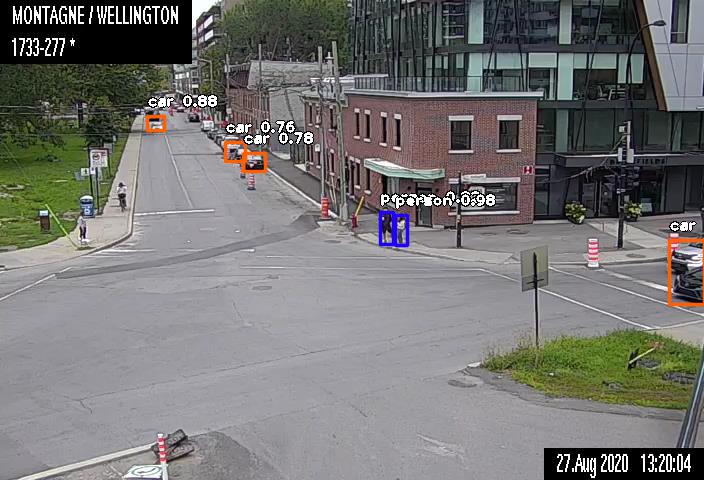 MONTAGNE / WELLINGTON
1733-277 *
car 0.88
car 0.76
car 0.78
person 0.98
car
27.Aug 2020 13:20:04